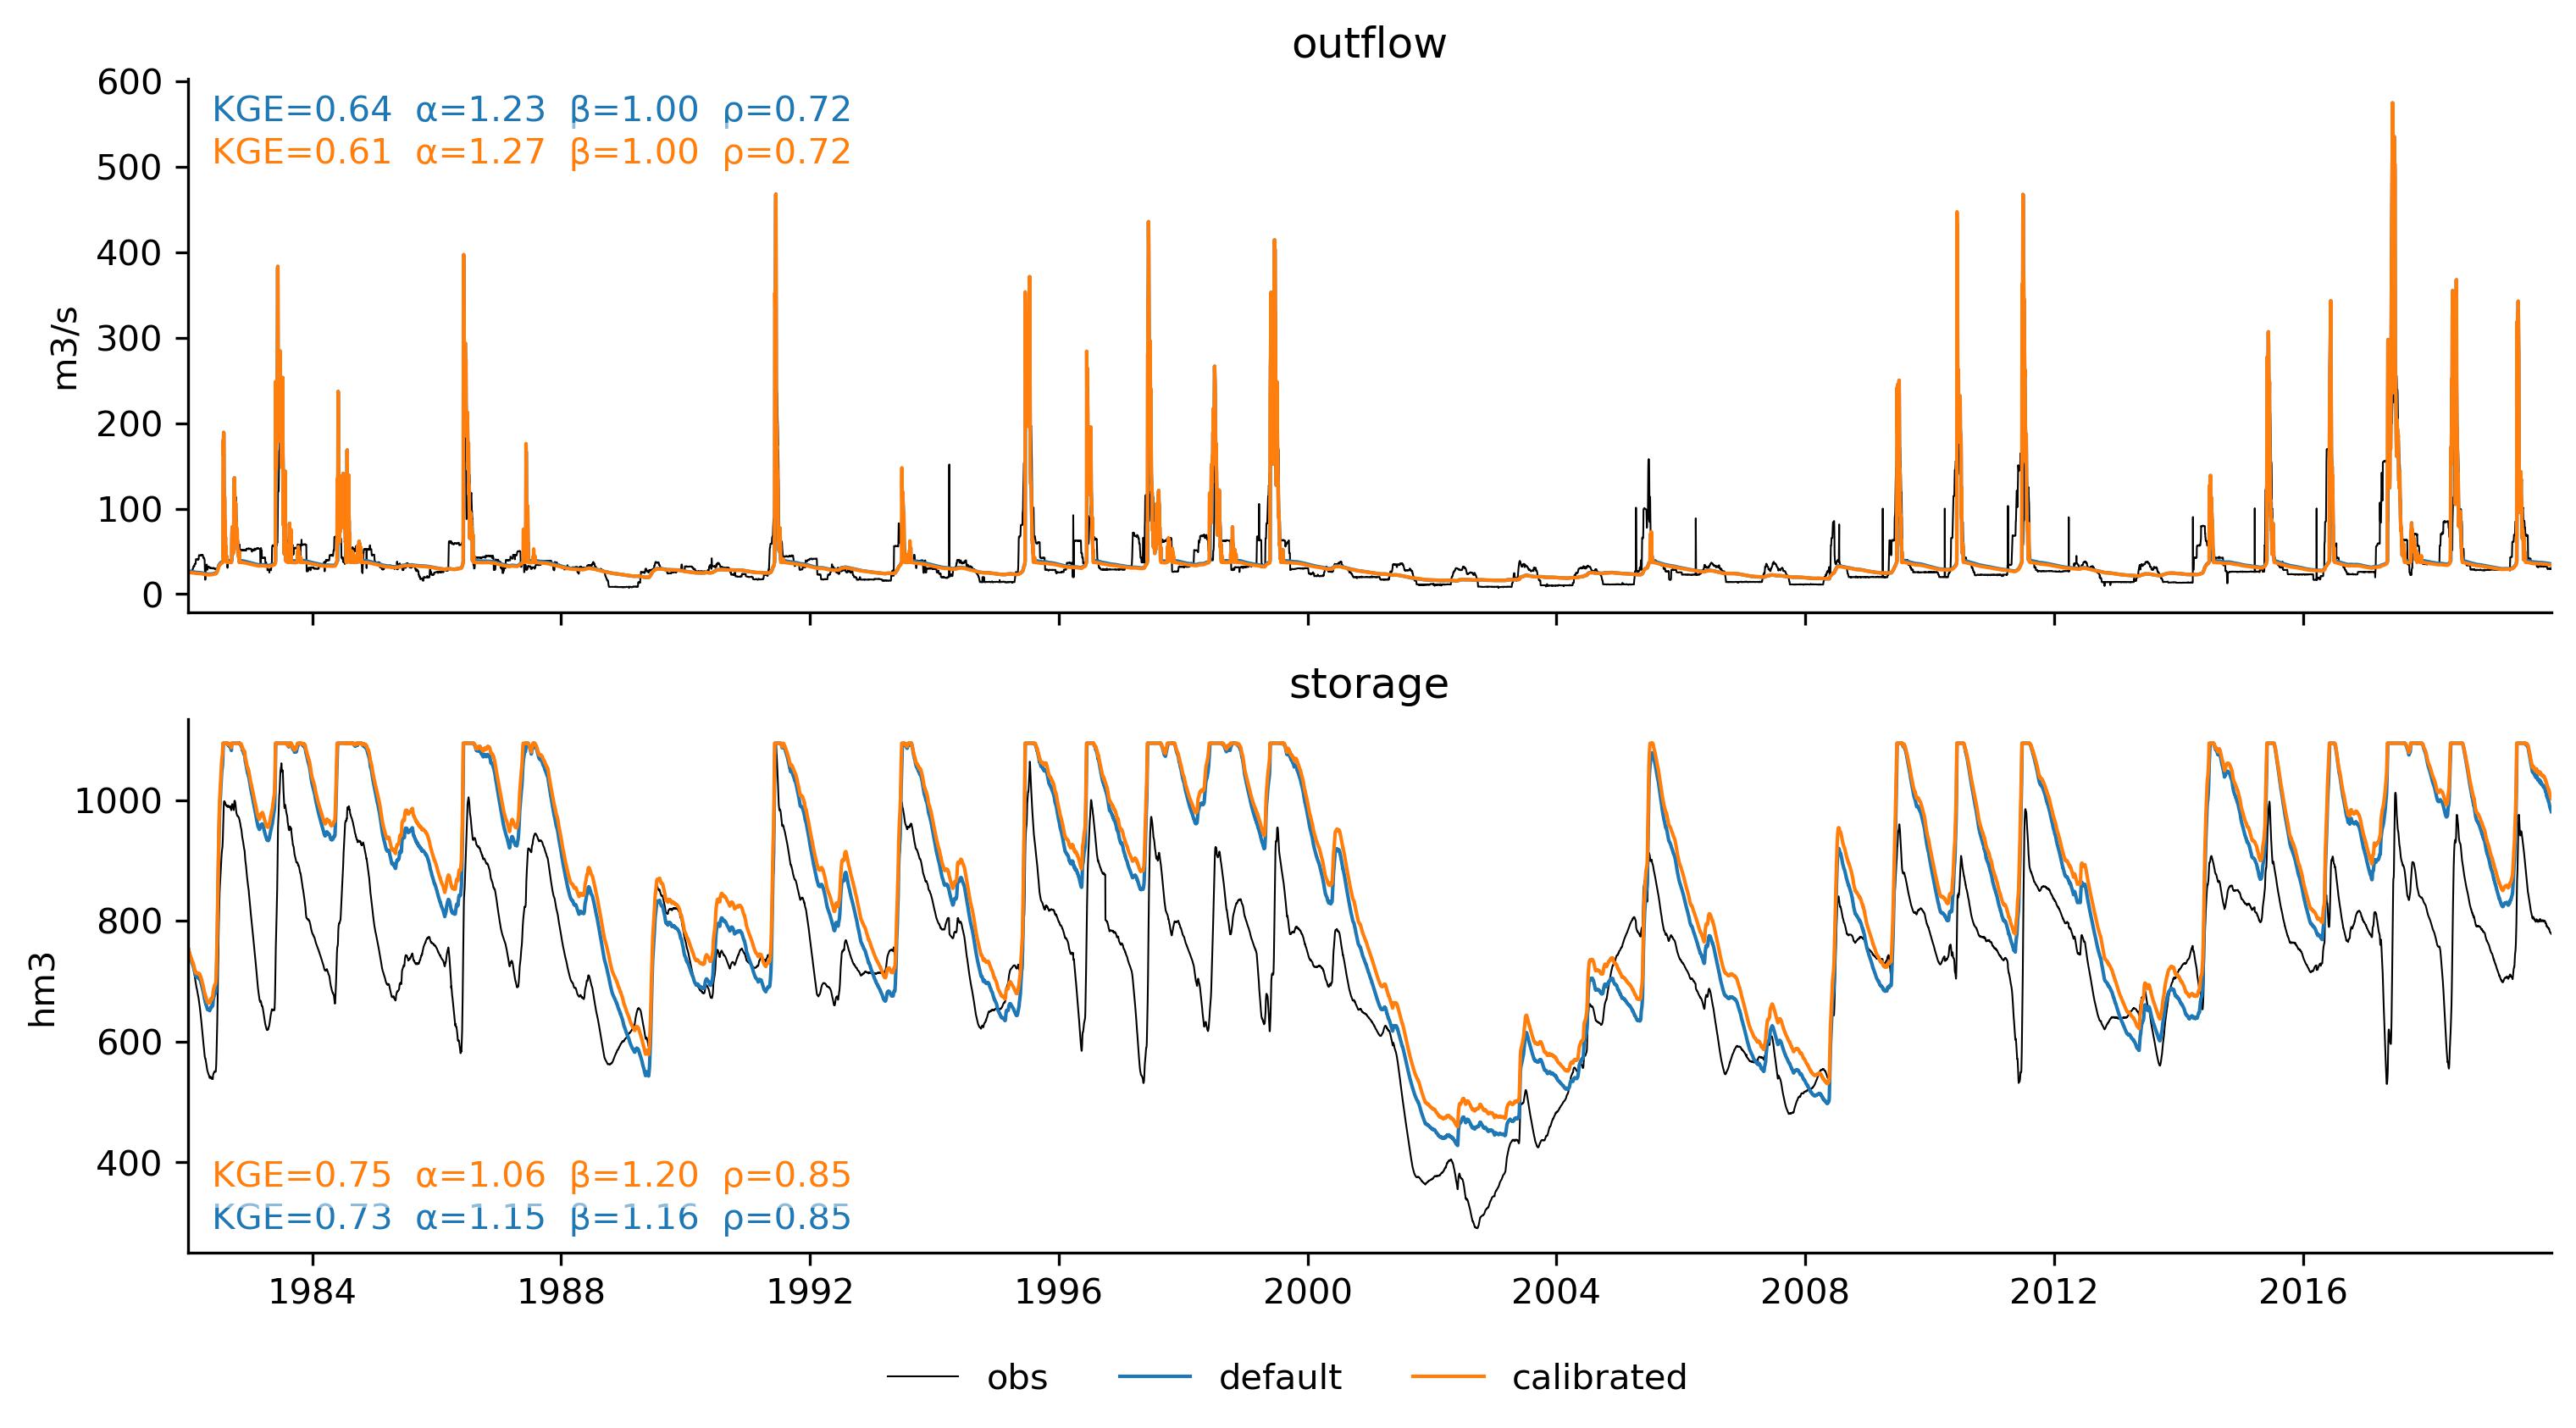 outflow
600
500
400
300
200
100
0
m3/s
KGE=0.64 α=1.23 β=1.00 ρ=0.72
KGE=0.61 α=1.27 β=1.00 ρ=0.72
storage
1000
800
600
400
hm3
KGE=0.75 α=1.06 β=1.20 ρ=0.85
KGE=0.73 α=1.15 β=1.16 ρ=0.85
1984 1988 1992 1996 2000 2004 2008 2012 2016
obs default calibrated